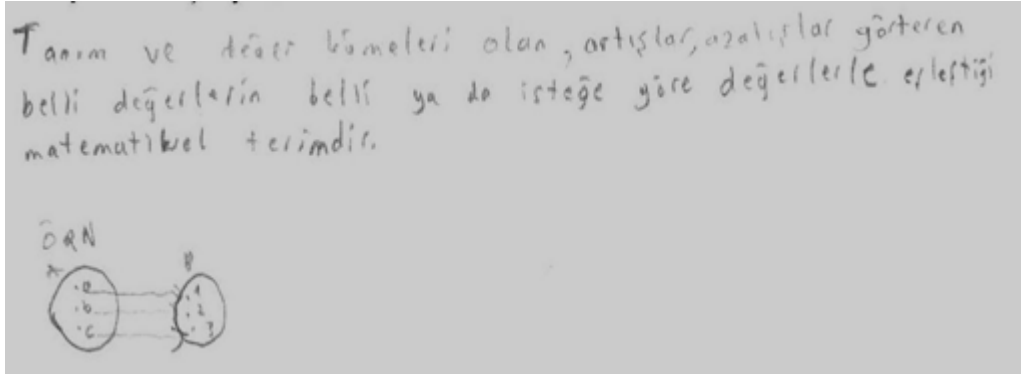 Tanım ve değer kümeleri olan, artışlar, azalışlar gösteren
belli değerlerin belli ya da isteğe göre değerlerle eşleştiği
matematiksel terimdir.
ÖRN
A B
.a .1
.b .2
.c .3